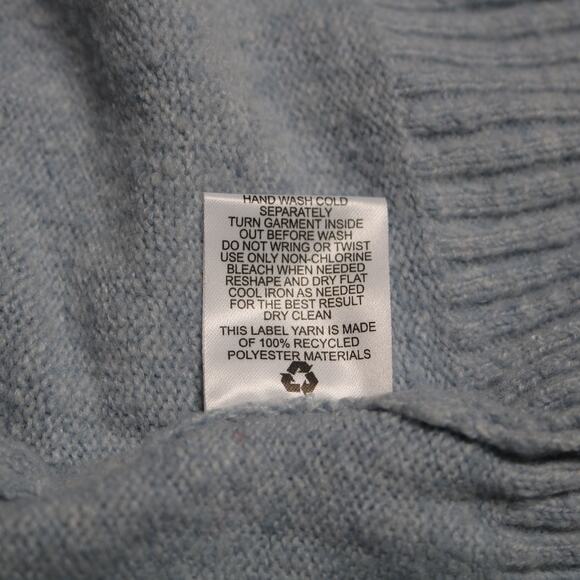 HAND WASH COLD
SEPARATELY
TURN GARMENT INSIDE
OUT BEFORE WASH
DO NOT WRING OR TWIST
USE ONLY NON-CHLORINE
BLEACH WHEN NEEDED
RESHAPE AND DRY FLAT
COOL IRON AS NEEDED
FOR THE BEST RESULT
DRY CLEAN
THIS LABEL YARN IS MADE
OF 100% RECYCLED
POLYESTER MATERIALS